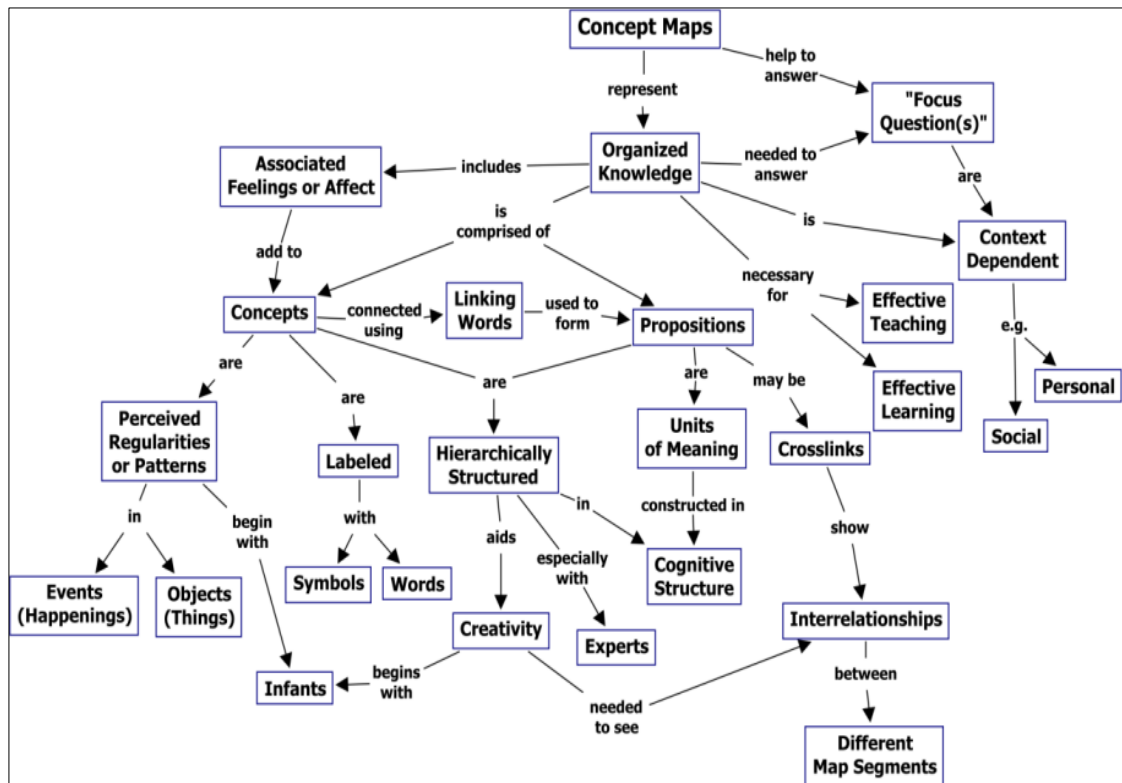 Concept Maps
help to
answer
represent
"Focus
Question(s)"
Organized
Knowledge
needed to
answer
Associated
Feelings or Affect
includes
are
is
comprised of
is
Context
Dependent
add to
necessary
for
Effective
Teaching
Concepts
connected
using
Linking
Words
used to
form
Propositions
e.g.
are
are
are
are
may be
Effective
Learning
Personal
Perceived
Regularities
or Patterns
Labeled
Hierarchically
Structured
Units
of Meaning
Crosslinks
Social
in
begin
with
with
aids
especially
with
in
constructed in
show
Events
(Happenings)
Objects
(Things)
Symbols
Words
Cognitive
Structure
Creativity
Experts
Interrelationships
Infants
begins
with
needed
to see
between
Different
Map Segments